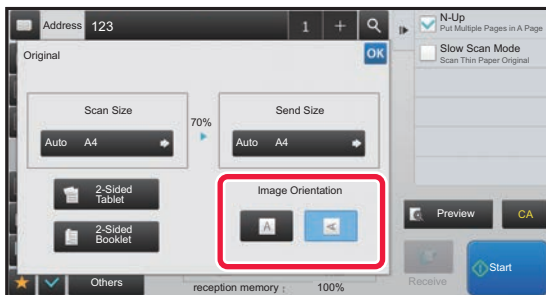 Address 123 1 +
N-Up
Put Multiple Pages in A Page
Original OK
Slow Scan Mode
Scan Thin Paper Original
Scan Size
70%
Send Size
Auto A4
Auto A4
2-Sided
Tablet
Image Orientation
A A
2-Sided
Booklet
Preview CA
Others
reception memory : 100%
Receive
Start